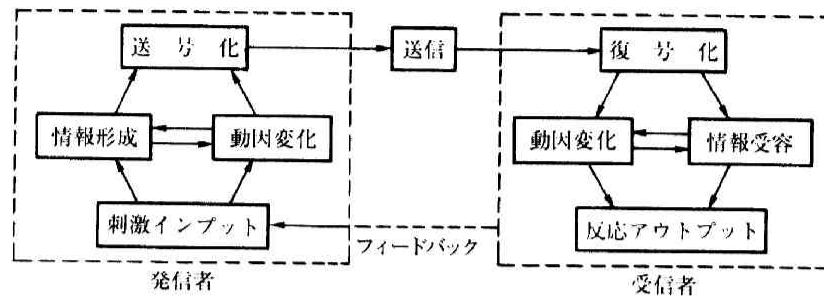 送号化
送信
復号化
情報形成
動因変化
動因変化
情報受容
刺激インプット
フィードバック
反応アウトプット
発信者
受信者